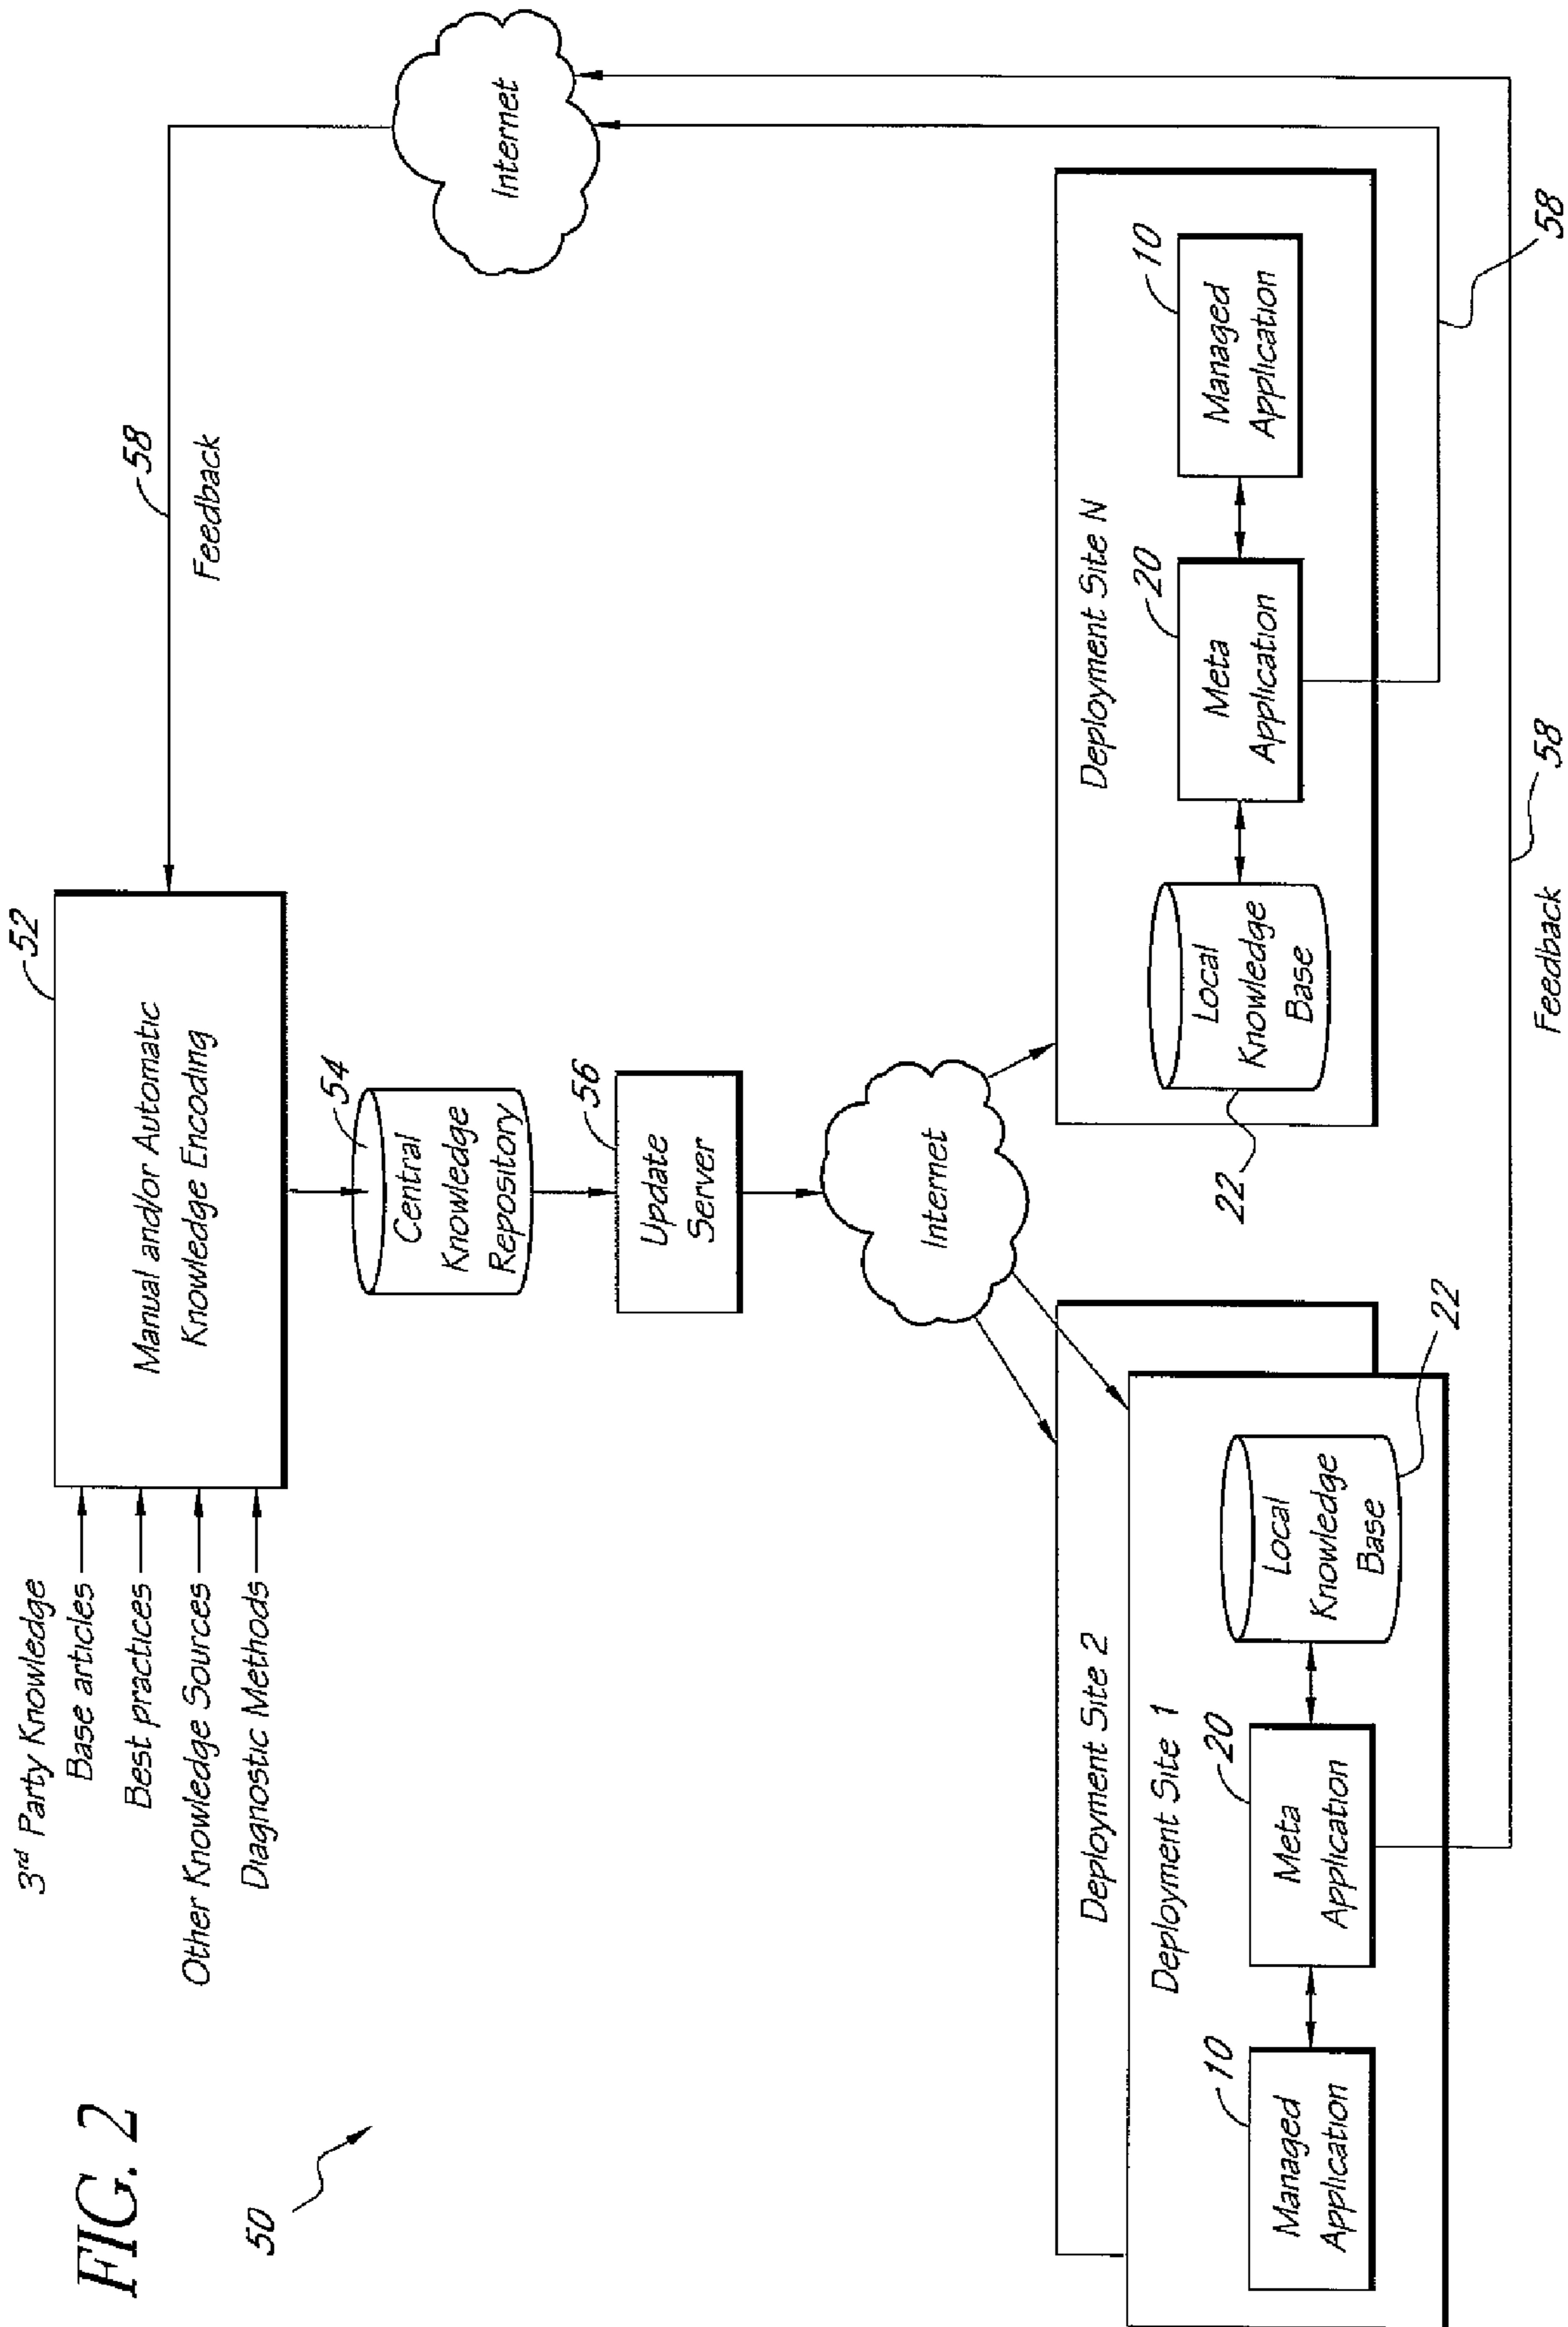 FIG. 2
50
3rd Party Knowledge
Base articles
Best practices
Other Knowledge Sources
Diagnostic Methods
52
Manual and/or Automatic
Knowledge Encoding
58
Feedback
Internet
54
Central
Knowledge
Repository
56
Update
Server
Internet
Deployment Site 2
Deployment Site 1
10
Managed
Application
20
Meta
Application
Local
Knowledge
Base
22
Deployment Site N
22
Local
Knowledge
Base
20
Meta
Application
10
Managed
Application
58
Feedback
58